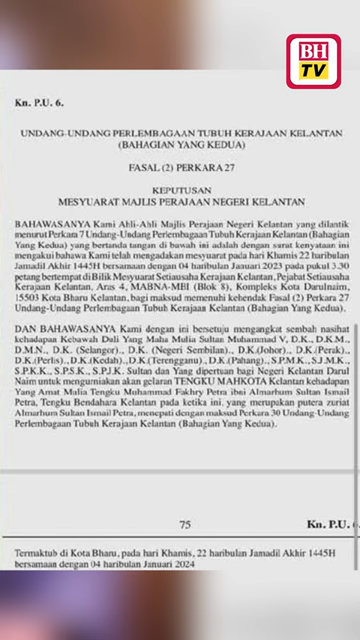 BH
TV
Kn. P.U. 6.
UNDANG-UNDANG PERLEMBAGAAN TUBUH KERAJAAN KELANTAN
(BAHAGIAN YANG KEDUA)
FASAL (2) PERKARA 27
KEPUTUSAN
MESYUARAT MAJLIS PERAJAAN NEGERI KELANTAN
BAHAWASANYA Kami Ahli-Ahli Majlis Perajaan Negeri Kelantan yang dilantik
menurut Perkara 7 Undang-Undang Perlembagaan Tubuh Kerajaan Kelantan (Bahagian
Yang Kedua) yang bertanda tangan di bawah ini adalah dengan surat kenyataan ini
mengakui bahawa Kami telah mengadakan mesyuarat pada hari Khamis 22 haribulan
Jamadil Akhir 1445H bersamaan dengan 04 haribulan Januari 2023 pada pukul 3.30
petang bertempat di Bilik Mesyuarat Setiausaha Kerajaan Kelantan, Pejabat Setiausaha
Kerajaan Kelantan, Aras 4, MABNA-MBI (Blok 8), Kompleks Kota Darulnaim,
15503 Kota Bharu Kelantan, bagi maksud memenuhi kehendak Fasal (2) Perkara 27
Undang-Undang Perlembagaan Tubuh Kerajaan Kelantan (Bahagian Yang Kedua).
DAN BAHAWASANYA Kami dengan ini bersetuju mengangkat sembah nasihat
kehadapan Kebawah Duli Yang Maha Mulia Sultan Muhammad V, D.K., D.K.M.,
D.M.N., D.K. (Selangor)., D.K. (Negeri Sembilan)., D.K.(Johor)., D.K.(Perak).,
D.K.(Perlis)., D.K.(Kedah)., D.K.(Terengganu)., D.K.(Pahang)., S.P.M.K., S.J.M.K.,
S.P.K.K., S.P.S.K., S.P.J.K. Sultan dan Yang dipertuan bagi Negeri Kelantan Darul
Naim untuk mengurniakan akan gelaran TENGKU MAHKOTA Kelantan kehadapan
Yang Amat Mulia Tengku Muhammad Fakhry Petra ibni Almarhum Sultan Ismail
Petra, Tengku Bendahara Kelantan pada ketika ini, yang merupakan putera zuriat
Almarhum Sultan Ismail Petra, menepati dengan maksud Perkara 30 Undang-Undang
Perlembagaan Tubuh Kerajaan Kelantan (Bahagian Yang Kedua).
75
Kn. P.U. 6
Termaktub di Kota Bharu, pada hari Khamis, 22 haribulan Jamadil Akhir 1445H
bersamaan dengan 04 haribulan Januari 2024